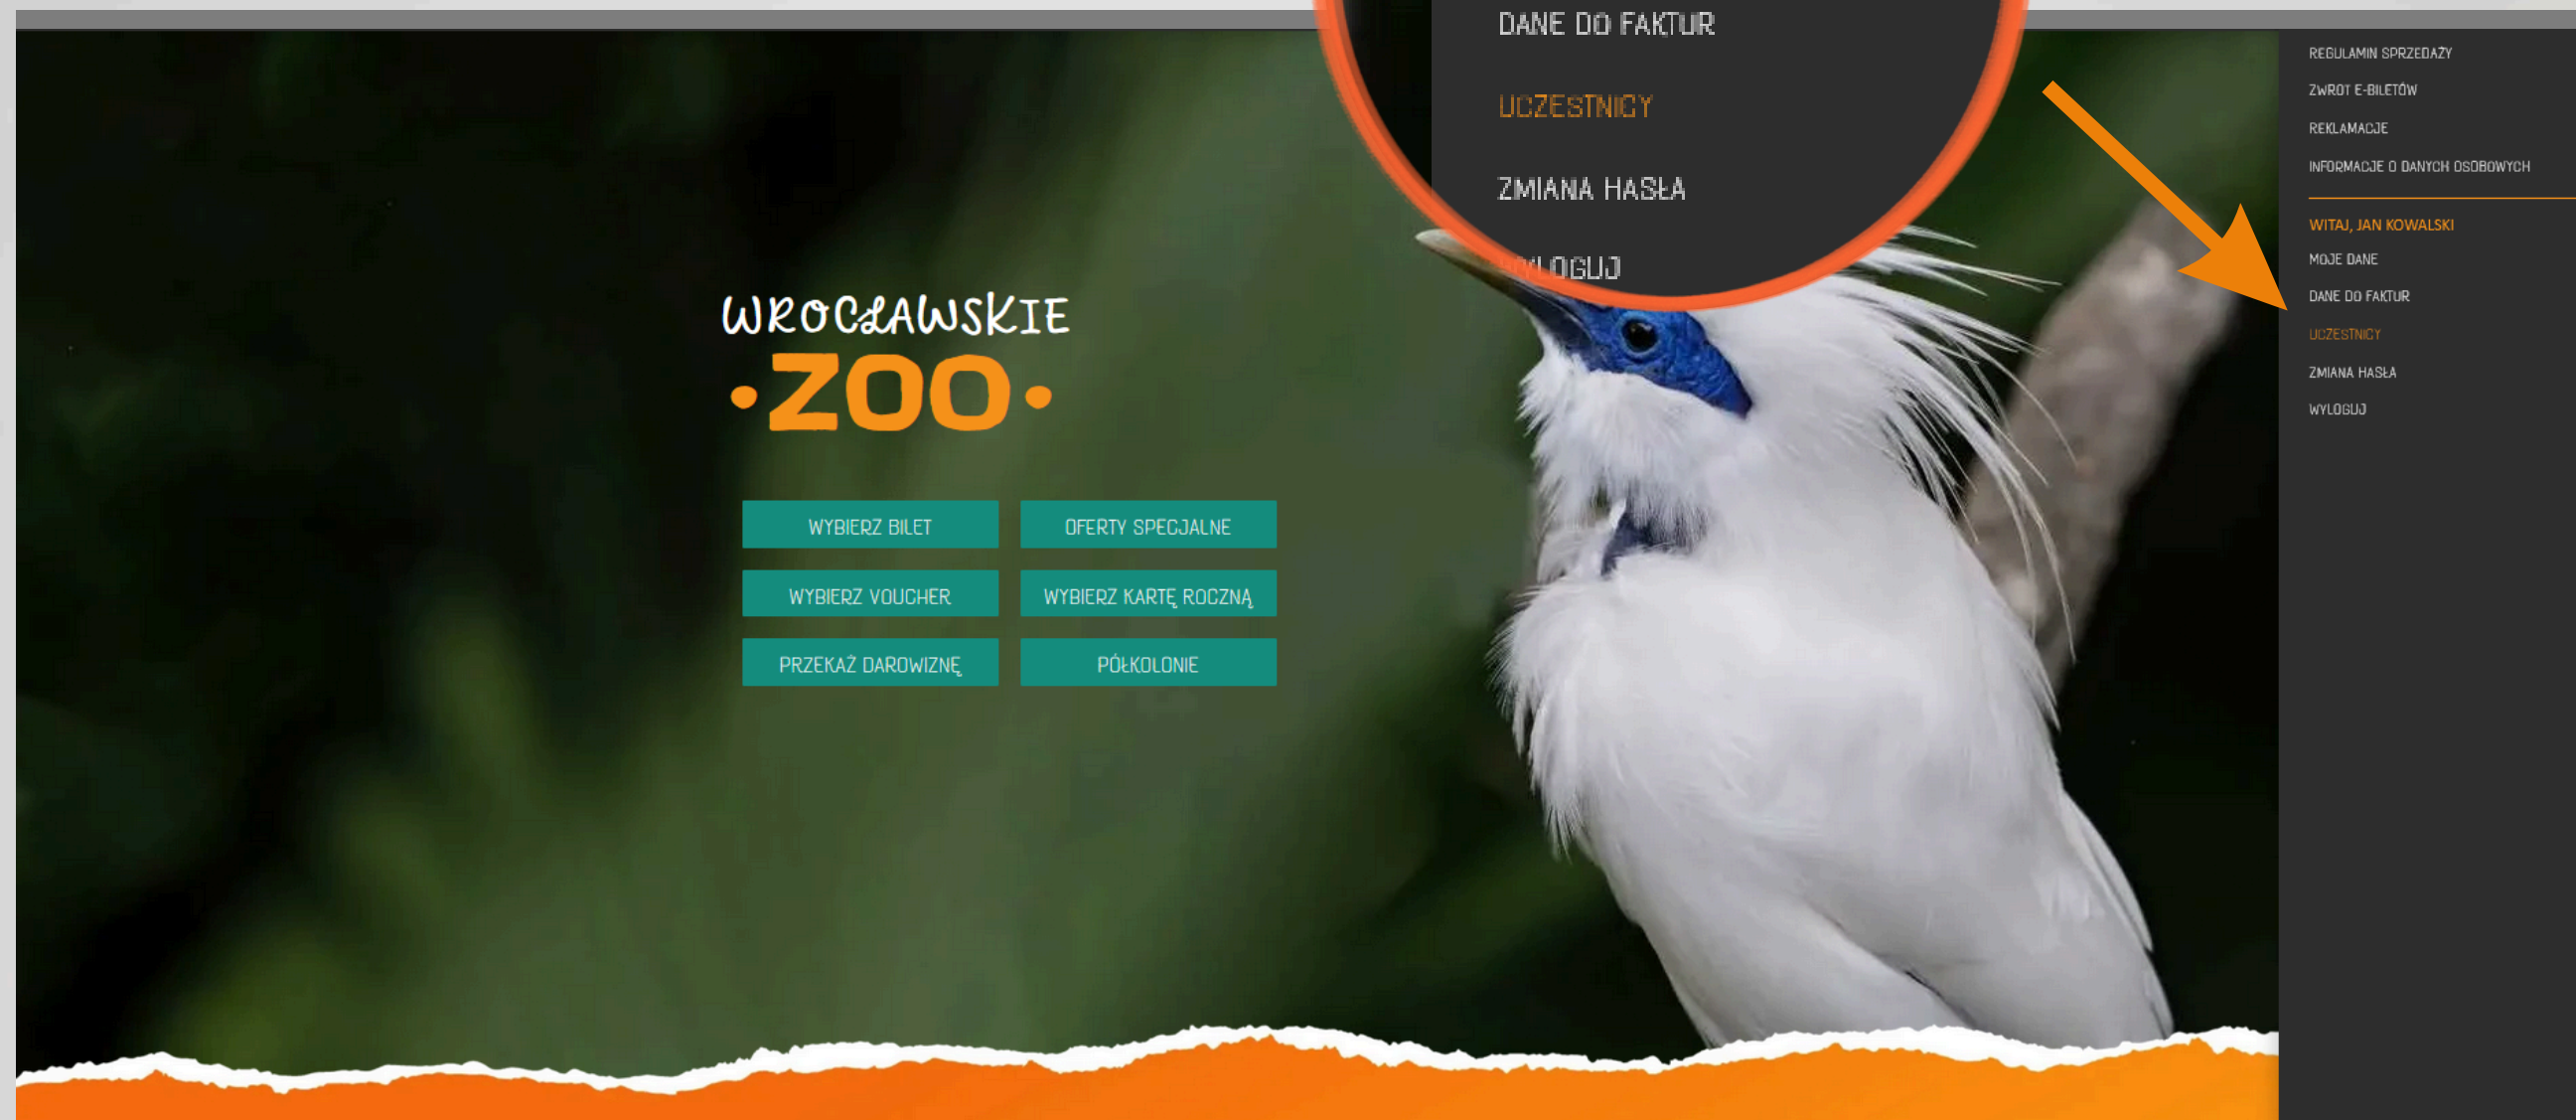 DANE DO FAKTUR
UCZESTNICY
ZMIANA HASŁA
WYLOGUJ
WROCŁAWSKIE
•ZOO•
WYBIERZ BILET
OFERTY SPECJALNE
WYBIERZ VOUCHER
WYBIERZ KARTĘ ROCZNĄ
PRZEKAŻ DAROWIZNĘ
PÓŁKOLONIE
REGULAMIN SPRZEDAŻY
ZWROT E-BILETÓW
REKLAMACJE
INFORMACJE O DANYCH OSOBOWYCH
WITAJ, JAN KOWALSKI
MOJE DANE
DANE DO FAKTUR
UCZESTNICY
ZMIANA HASŁA
WYLOGUJ